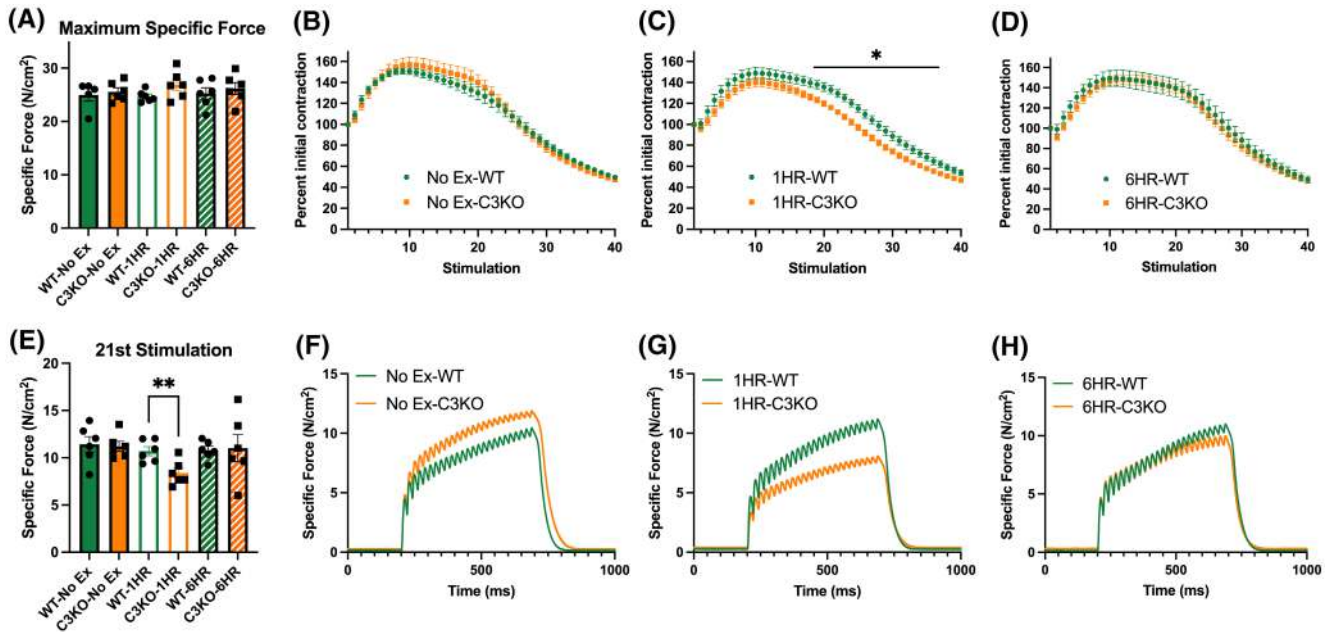 (A)
Maximum Specific Force
Specific Force (N/cm²)
30
20
10
0
WT-No Ex
C3KO-No Ex
WT-1HR
C3KO-1HR
WT-6HR
C3KO-6HR
(B)
Percent initial contraction
160
140
120
100
80
60
40
20
0
No Ex-WT
No Ex-C3KO
10 20 30 40
Stimulation
(C)
*
Percent initial contraction
160
140
120
100
80
60
40
20
0
1HR-WT
1HR-C3KO
10 20 30 40
Stimulation
(D)
Percent initial contraction
160
140
120
100
80
60
40
20
0
6HR-WT
6HR-C3KO
10 20 30 40
Stimulation
(E)
21st Stimulation
**
Specific Force (N/cm²)
20
15
10
5
0
WT-No Ex
C3KO-No Ex
WT-1HR
C3KO-1HR
WT-6HR
C3KO-6HR
(F)
No Ex-WT
No Ex-C3KO
Specific Force (N/cm²)
15
10
5
0
0 500 1000
Time (ms)
(G)
1HR-WT
1HR-C3KO
Specific Force (N/cm²)
15
10
5
0
0 500 1000
Time (ms)
(H)
6HR-WT
6HR-C3KO
Specific Force (N/cm²)
15
10
5
0
0 500 1000
Time (ms)